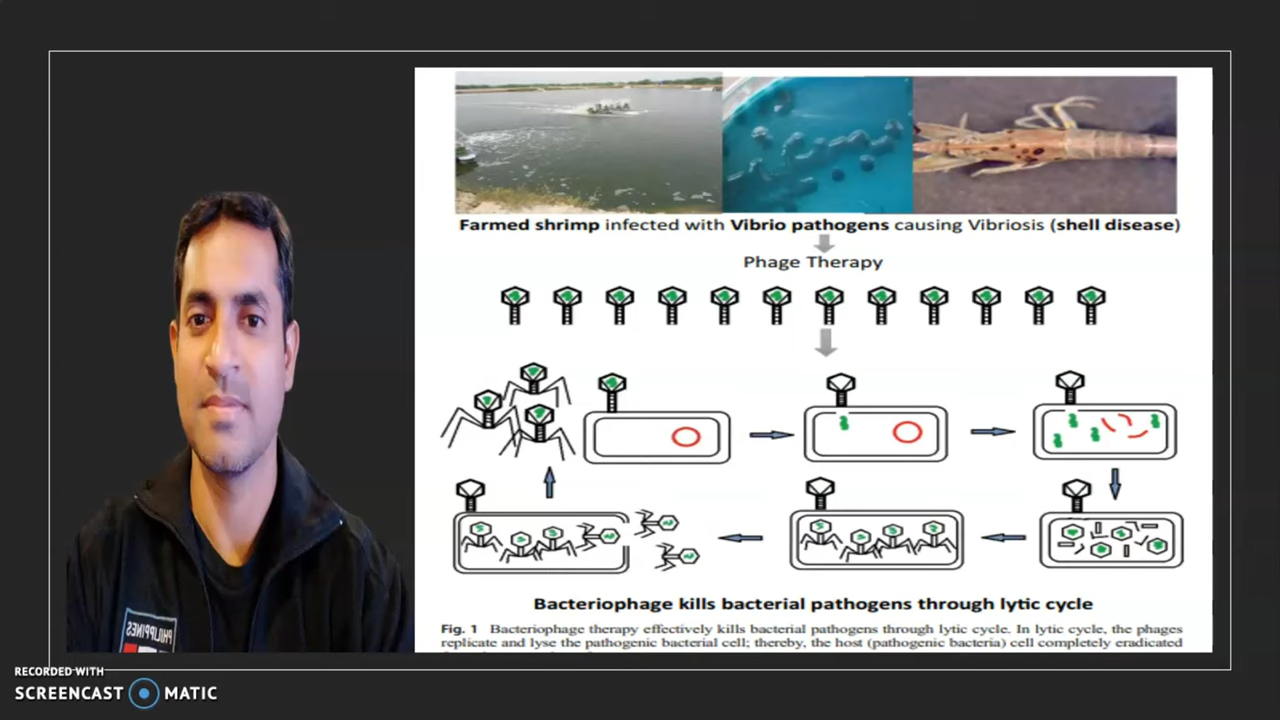 Farmed shrimp infected with Vibrio pathogens causing Vibriosis (shell disease)
Phage Therapy
Bacteriophage kills bacterial pathogens through lytic cycle
Fig. 1 Bacteriophage therapy effectively kills bacterial pathogens through lytic cycle. In lytic cycle, the phages
replicate and lyse the pathogenic bacterial cell; thereby, the host (pathogenic bacteria) cell completely eradicated
PHILIPPINES
RECORDED WITH
SCREENCAST MATIC